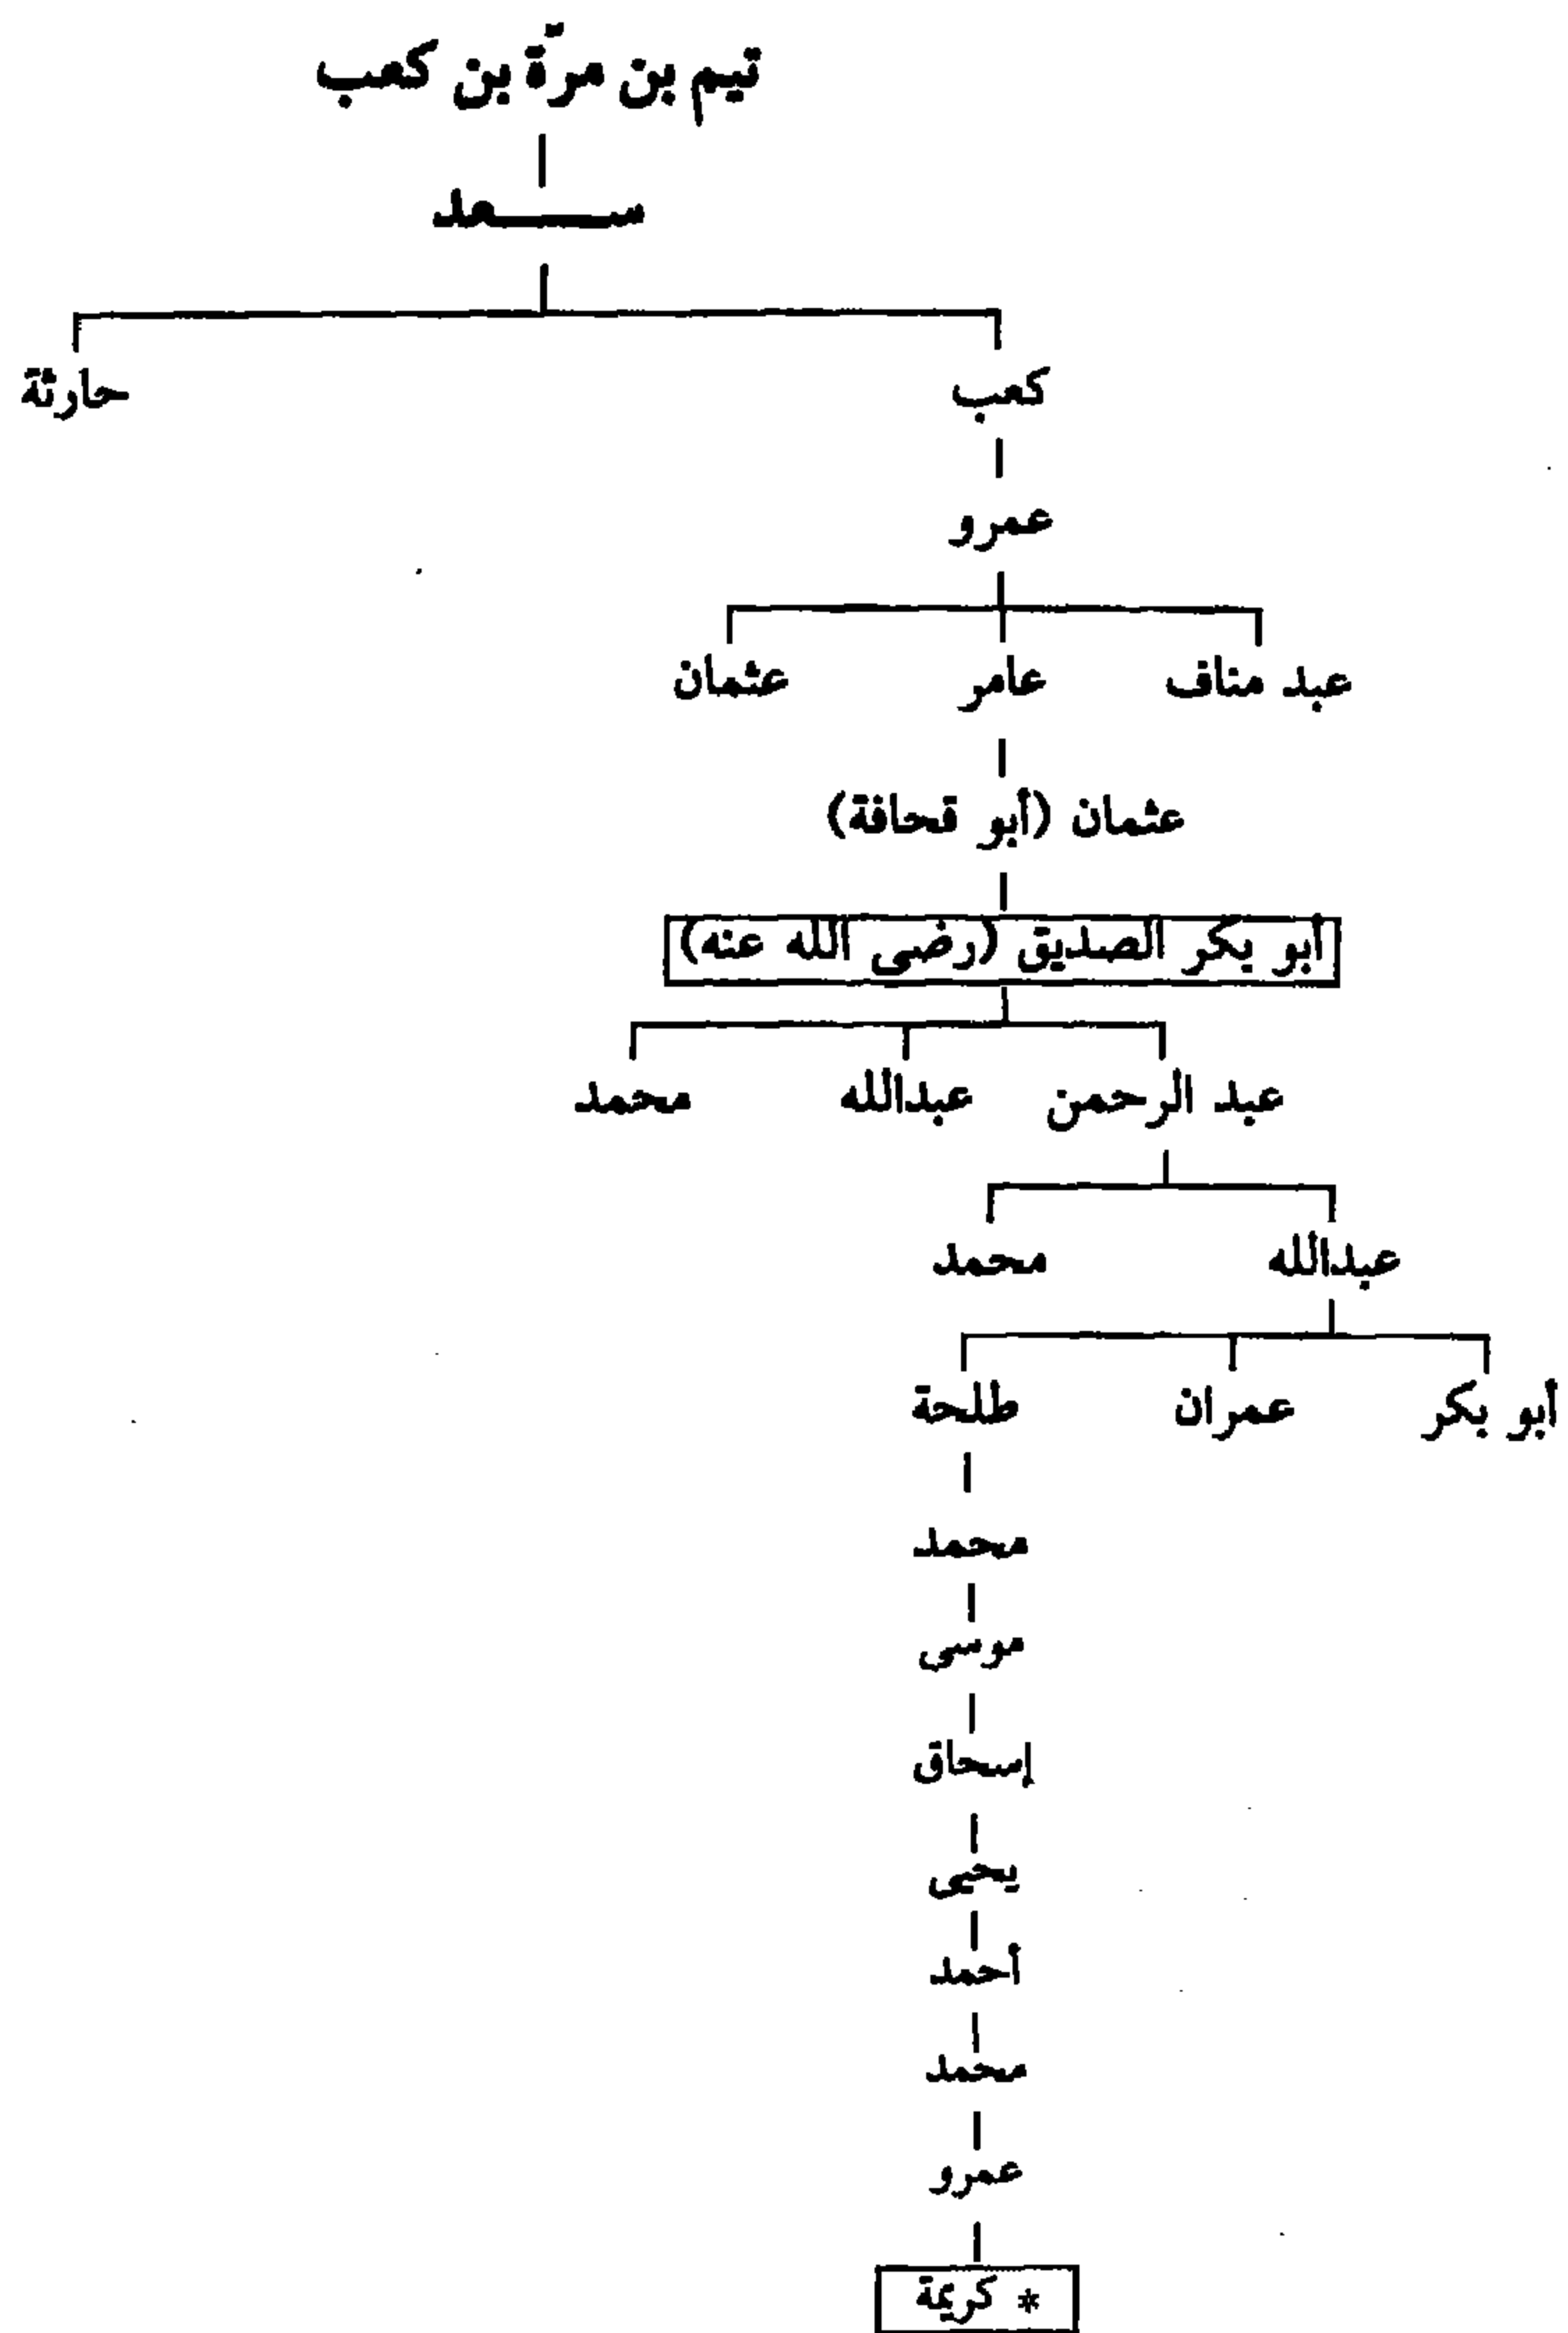 تيم بن مرّة بن كعب
سعد
كعب حارثة
عمرو
عبد مناف عامر عثمان
عثمان (أبو قحافة)
أبو بكر الصديق (رضى الله عنه)
عبد الرحمن عبدالله محمد
عبدالله محمد
أبو بكر عمران طلحة
محمد
موسى
إسحاق
يحيى
أحمد
محمد
عمرو
* كريمة